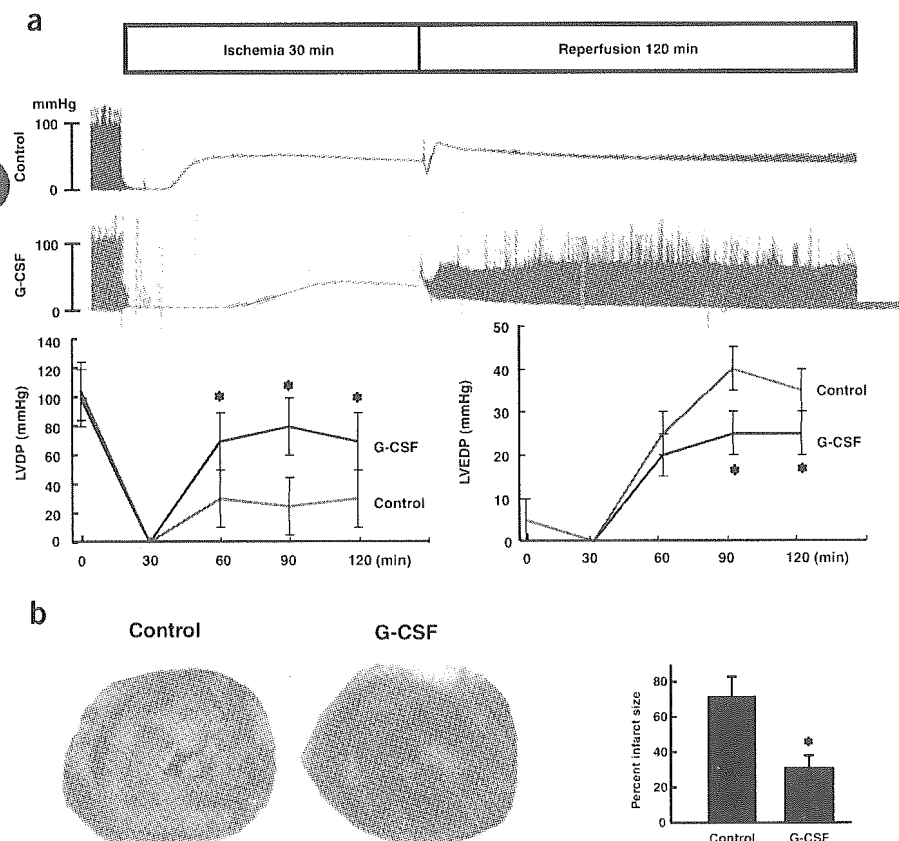 a
Ischemia 30 min
Reperfusion 120 min
mmHg
100
0
Control
100
0
G-CSF
140
120
100
80
60
40
20
0
LVDP (mmHg)
G-CSF
Control
0 30 60 90 120 (min)
50
40
30
20
10
0
LVEDP (mmHg)
Control
G-CSF
0 30 60 90 120 (min)
*
*
*
*
*
b
Control
G-CSF
80
60
40
20
0
Percent infarct size
*
Control G-CSF